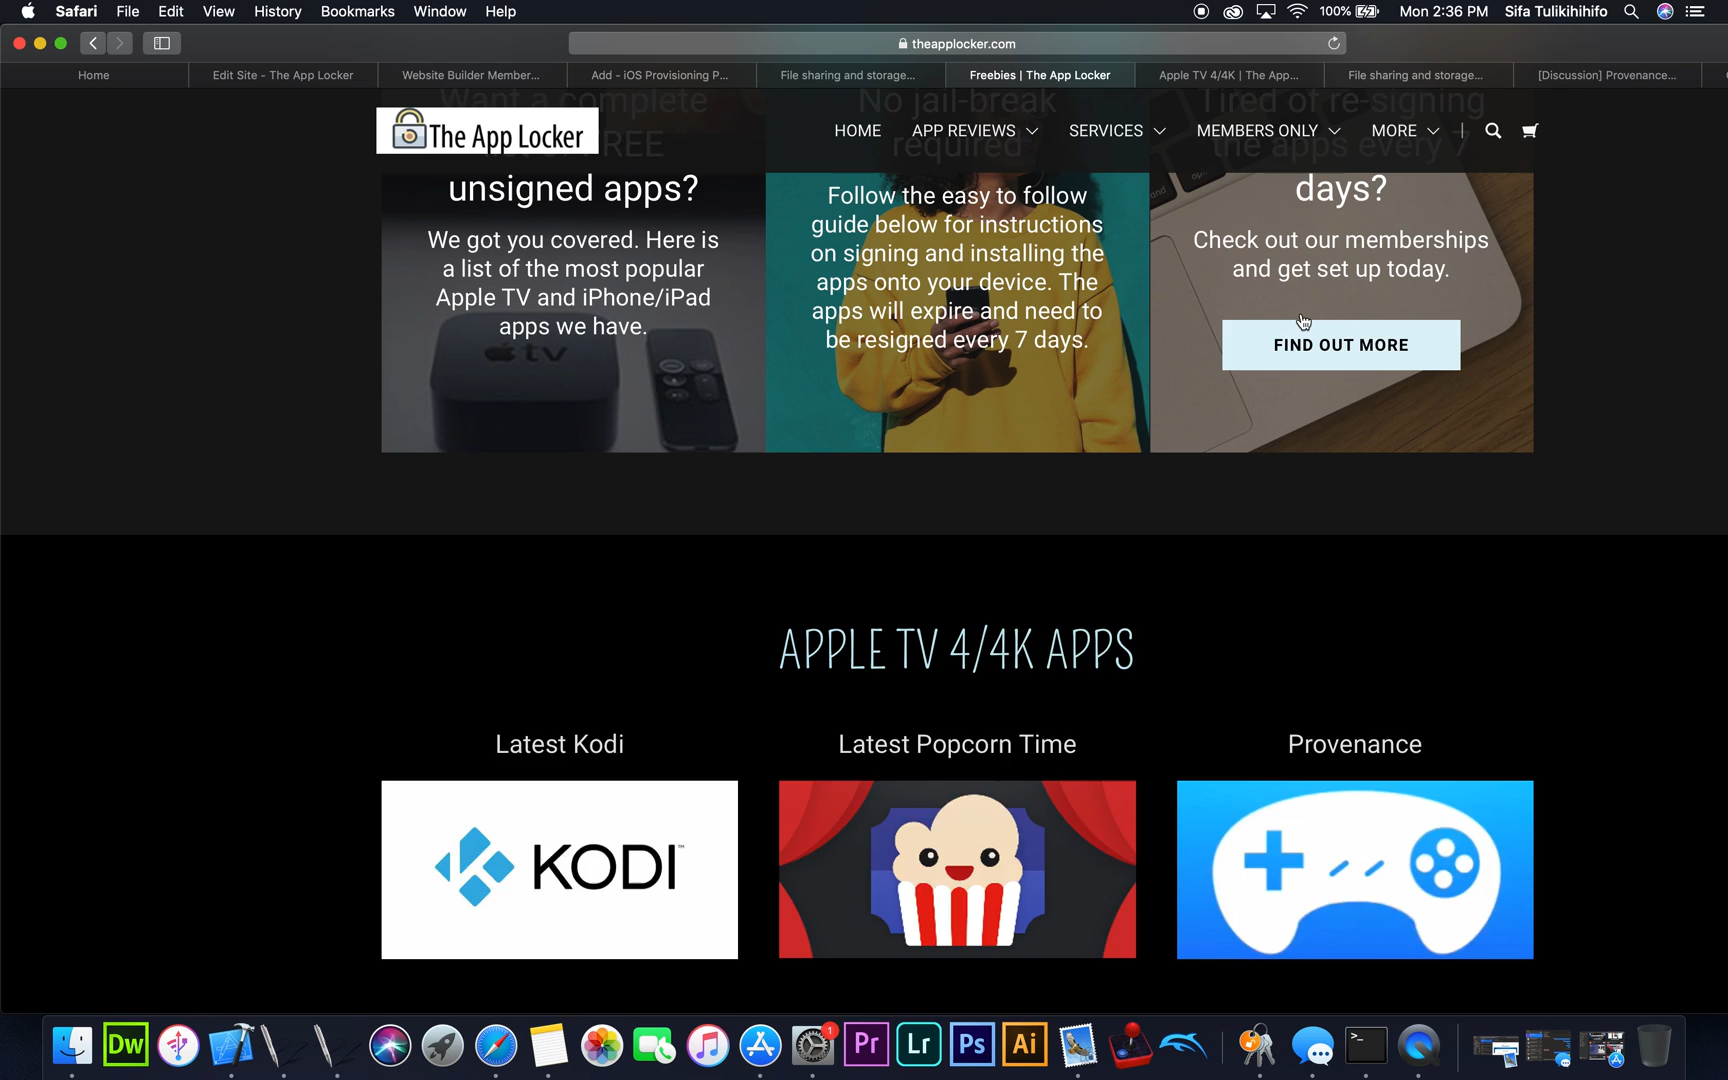 Safari File Edit View History Bookmarks Window Help
100% Mon 2:36 PM Sifa Tulikihihifo
theapplocker.com
Home
Edit Site - The App Locker
Website Builder Member...
Add - iOS Provisioning P...
File sharing and storage...
Freebies | The App Locker
Apple TV 4/4K | The App...
File sharing and storage...
[Discussion] Provenance...
The App Locker
HOME APP REVIEWS SERVICES MEMBERS ONLY MORE |
Want a complete
FREE
unsigned apps?
We got you covered. Here is
a list of the most popular
Apple TV and iPhone/iPad
apps we have.
No jail-break
required
Follow the easy to follow
guide below for instructions
on signing and installing the
apps onto your device. The
apps will expire and need to
be resigned every 7 days.
Tired of re-signing
the apps every 7
days?
Check out our memberships
and get set up today.
FIND OUT MORE
tv
APPLE TV 4/4K APPS
Latest Kodi
Latest Popcorn Time
Provenance
KODI
Dw
1
Pr
Lr
Ps
Ai